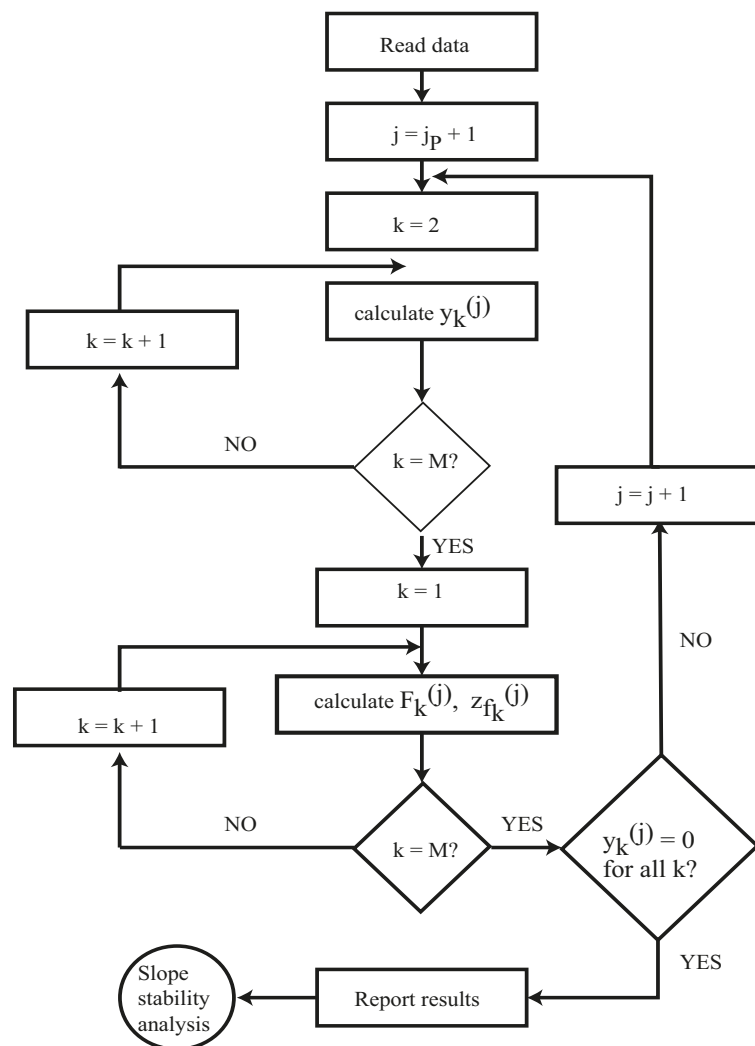 Read data
j = jP + 1
k = 2
calculate yk(j)
k = k + 1
NO
k = M?
j = j + 1
YES
k = 1
NO
calculate Fk(j), zfk(j)
k = k + 1
NO
k = M?
YES
yk(j) = 0
for all k?
YES
Slope
stability
analysis
Report results